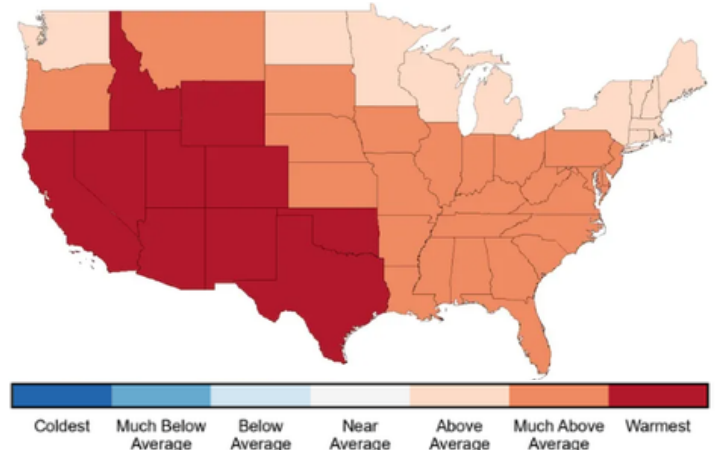 Coldest
Much Below
Average
Below
Average
Near
Average
Above
Average
Much Above
Average
Warmest